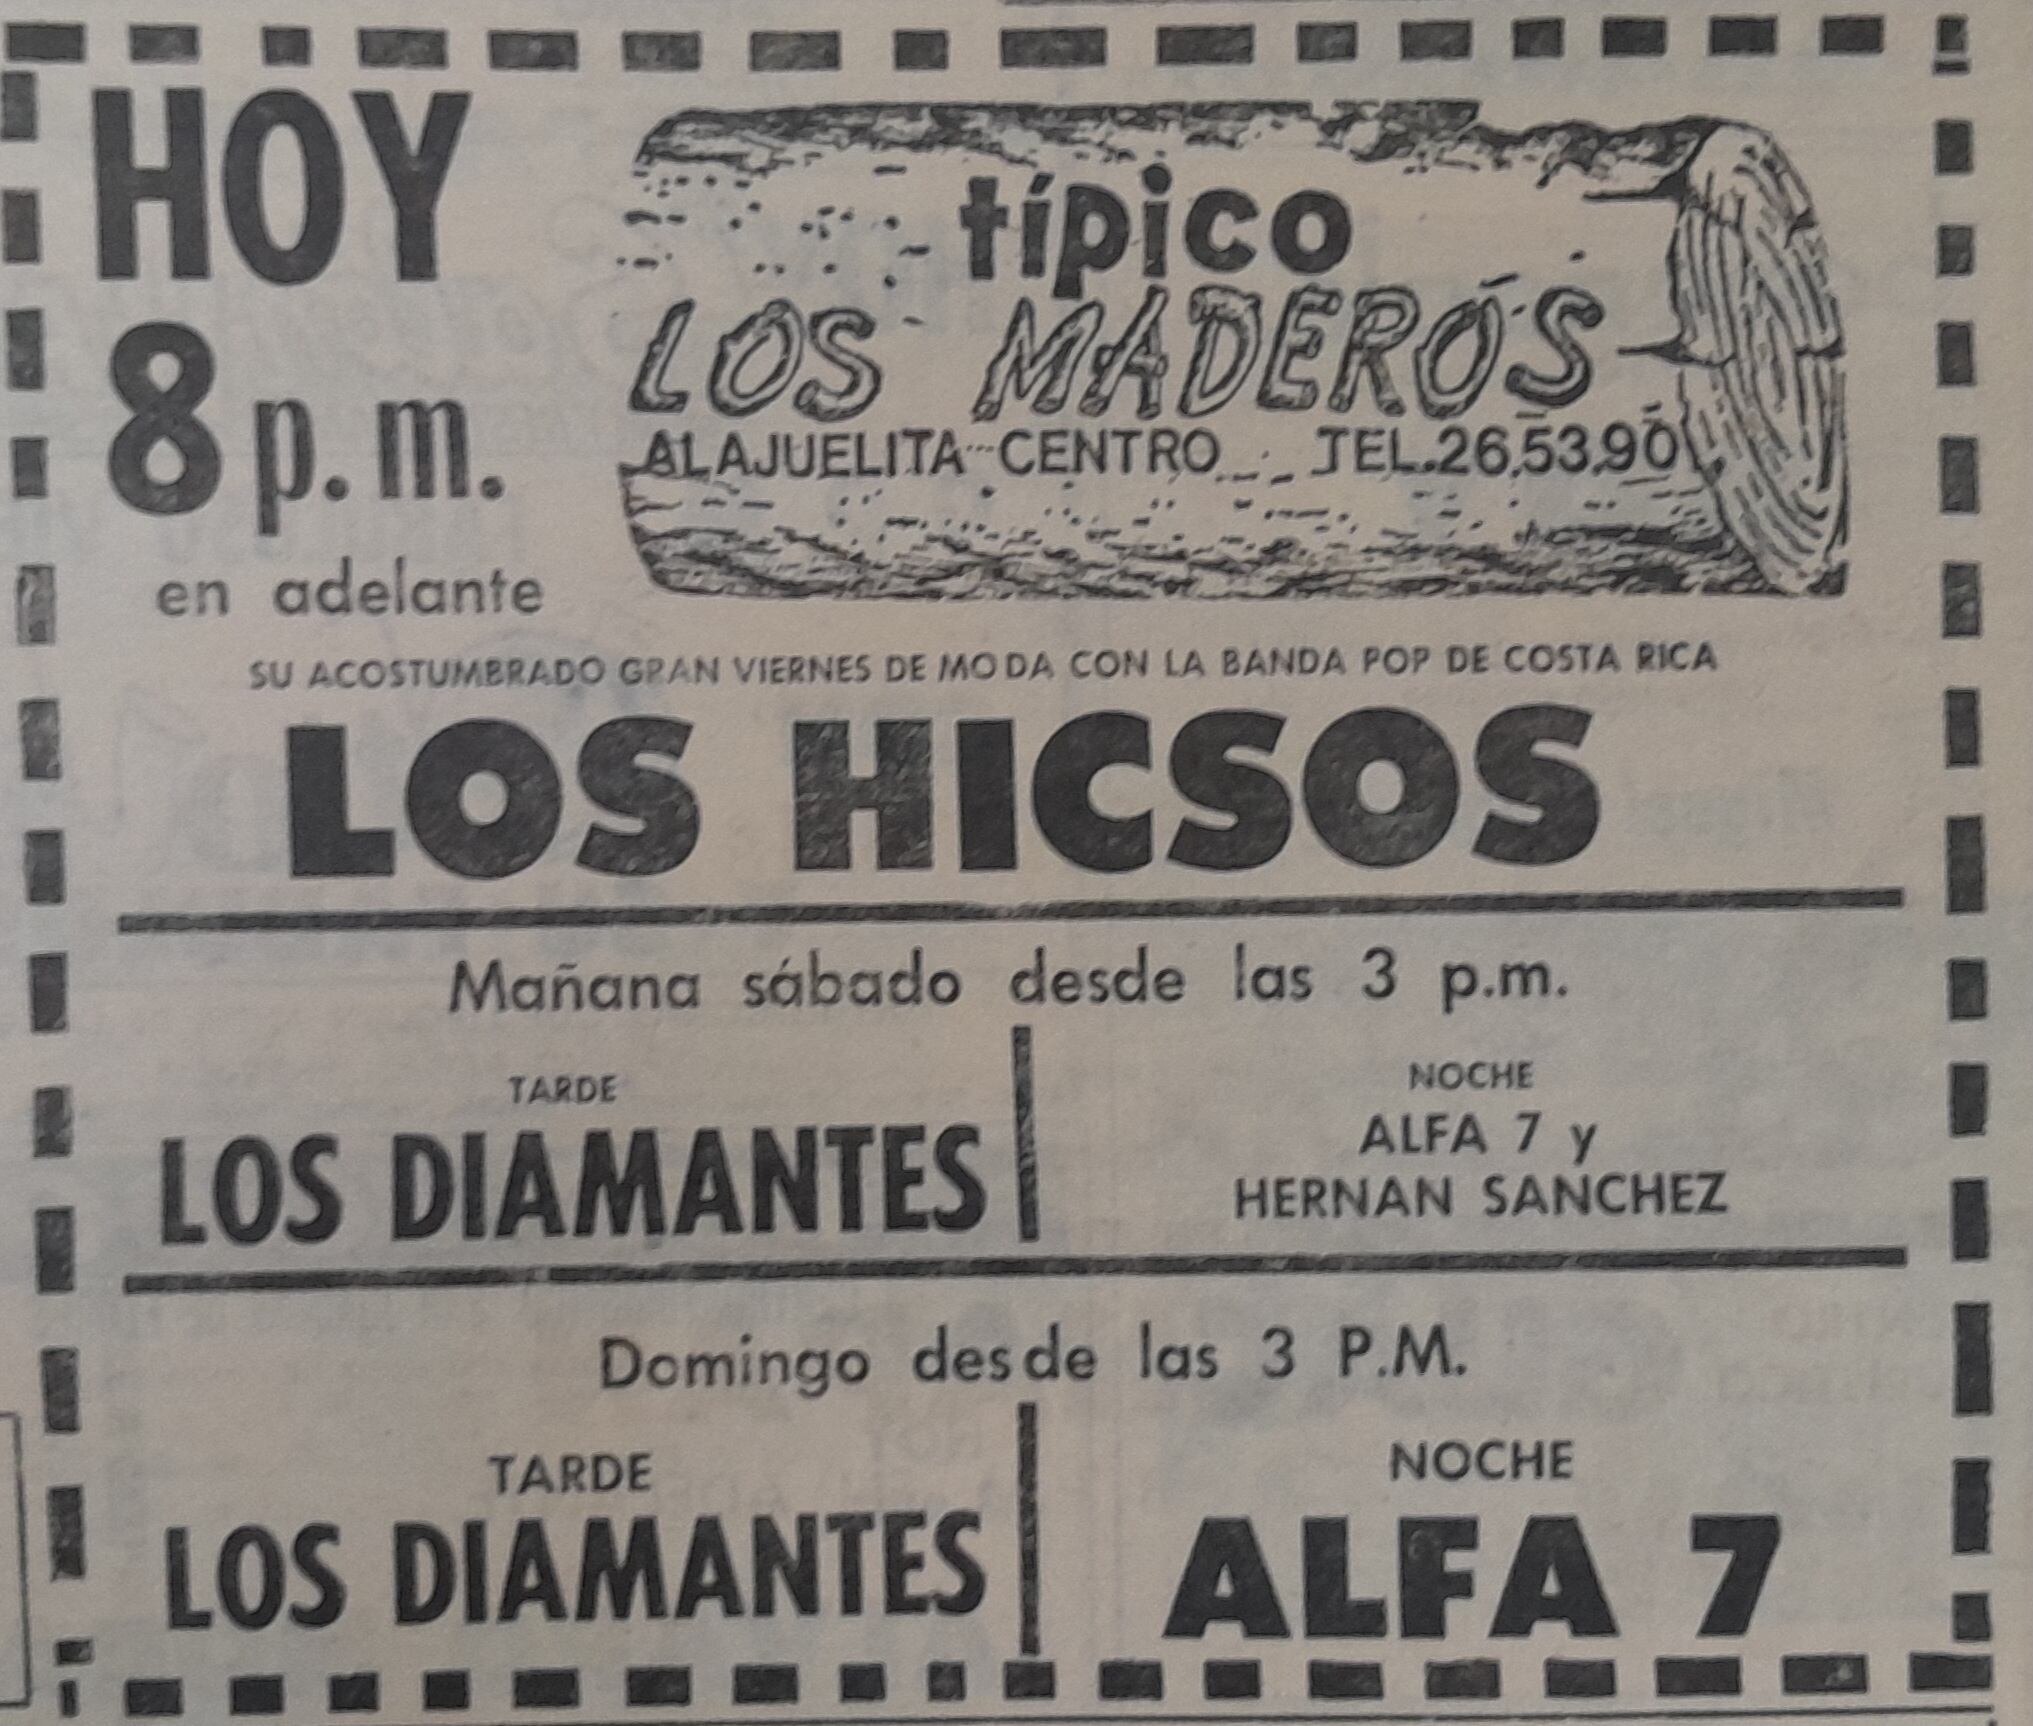 HOY
8 p.m.
en adelante
típico
LOS MADEROS
ALAJUELITA CENTRO TEL.26.53.90
SU ACOSTUMBRADO GRAN VIERNES DE MODA CON LA BANDA POP DE COSTA RICA
LOS HICSOS
Mañana sábado desde las 3 p.m.
TARDE
LOS DIAMANTES
NOCHE
ALFA 7 y
HERNAN SANCHEZ
Domingo desde las 3 P.M.
TARDE
LOS DIAMANTES
NOCHE
ALFA 7